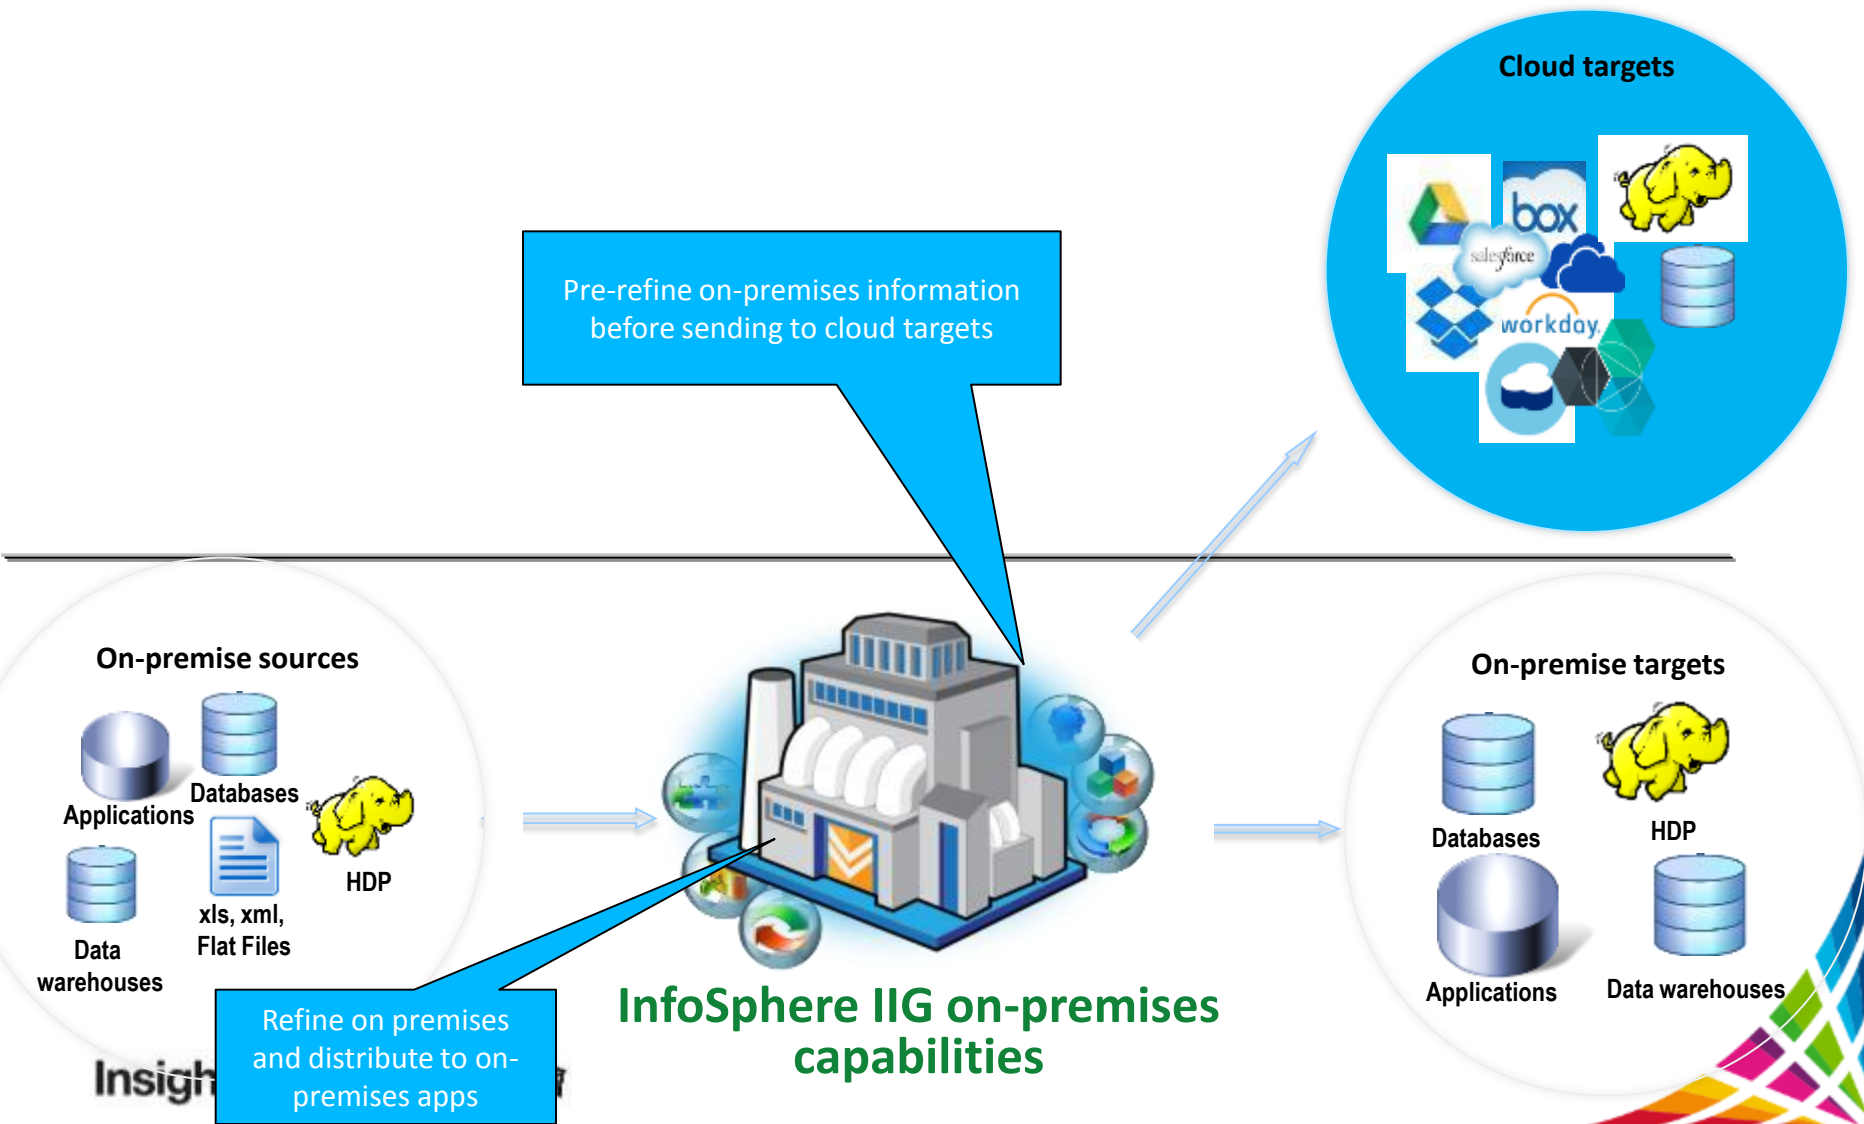 Cloud targets
box
salesforce
workday.
Pre-refine on-premises information
before sending to cloud targets
On-premise sources
Databases
Applications
HDP
xls, xml,
Flat Files
Data
warehouses
On-premise targets
Databases
HDP
Applications
Data warehouses
InfoSphere IIG on-premises
capabilities
Refine on premises
and distribute to on-
premises apps
Insigh